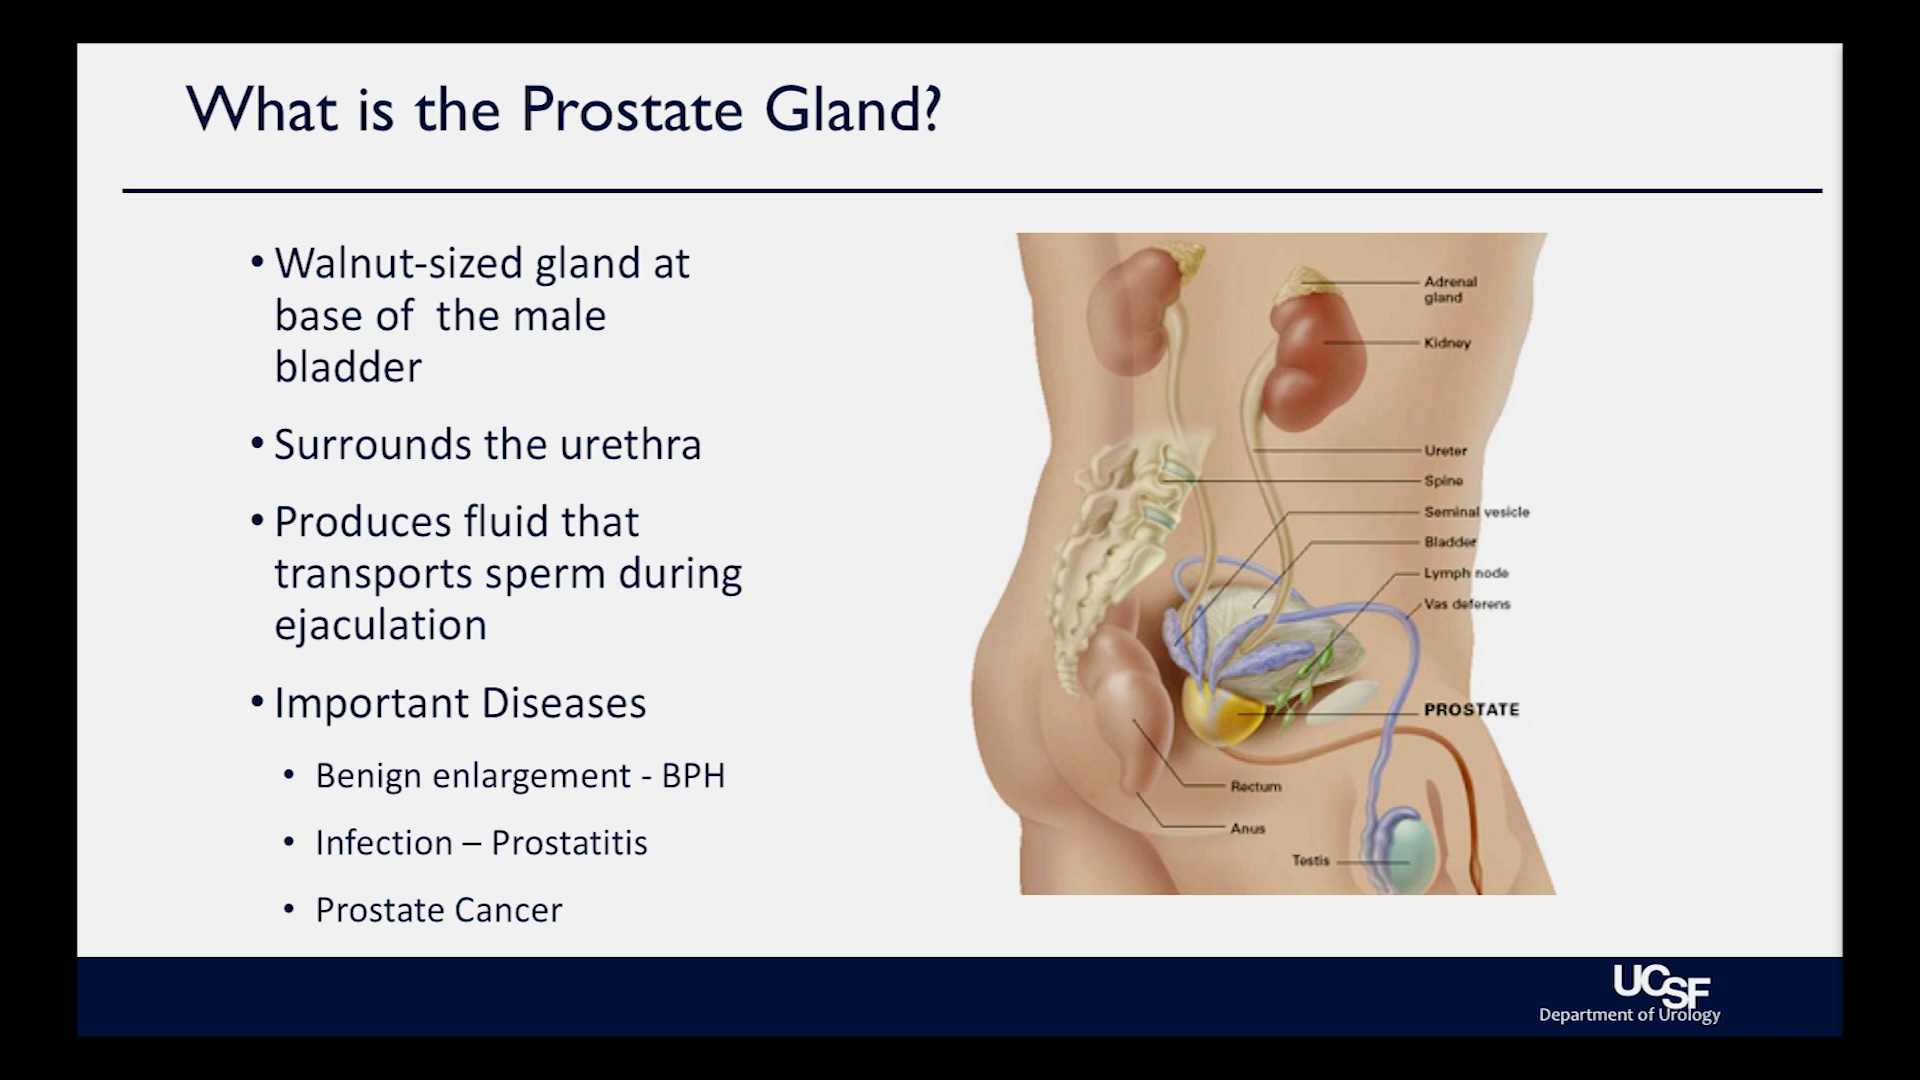 What is the Prostate Gland?
• Walnut-sized gland at
base of  the male
bladder
• Surrounds the urethra
• Produces fluid that
transports sperm during
ejaculation
• Important Diseases
• Benign enlargement - BPH
• Infection – Prostatitis
• Prostate Cancer
Adrenal
gland
Kidney
Ureter
Spine
Seminal vesicle
Bladder
Lymph node
Vas deferens
PROSTATE
Rectum
Anus
Testis
UCSF
Department of Urology